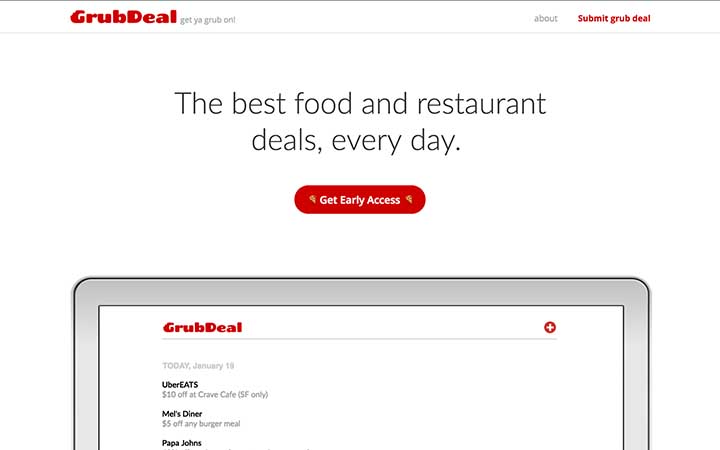 GrubDeal get ya grub on! about Submit grub deal
The best food and restaurant
deals, every day.
Get Early Access
GrubDeal
TODAY, January 19
UberEATS
$10 off at Crave Cafe (SF only)
Mel's Diner
$5 off any burger meal
Papa Johns